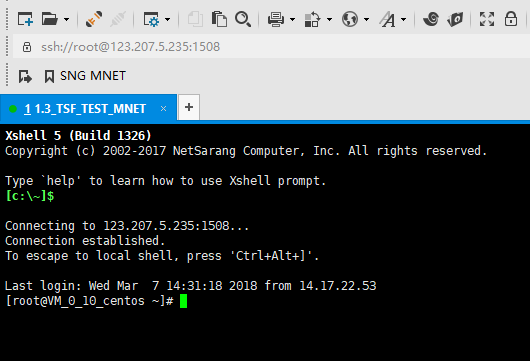 ssh://root@123.207.5.235:1508
SNG MNET
1 1.3_TSF_TEST_MNET × +
Xshell 5 (Build 1326)
Copyright (c) 2002-2017 NetSarang Computer, Inc. All rights reserved.
Type `help' to learn how to use Xshell prompt.
[c:\~]$
Connecting to 123.207.5.235:1508...
Connection established.
To escape to local shell, press 'Ctrl+Alt+]'.
Last login: Wed Mar  7 14:31:18 2018 from 14.17.22.53
[root@VM_0_10_centos ~]#